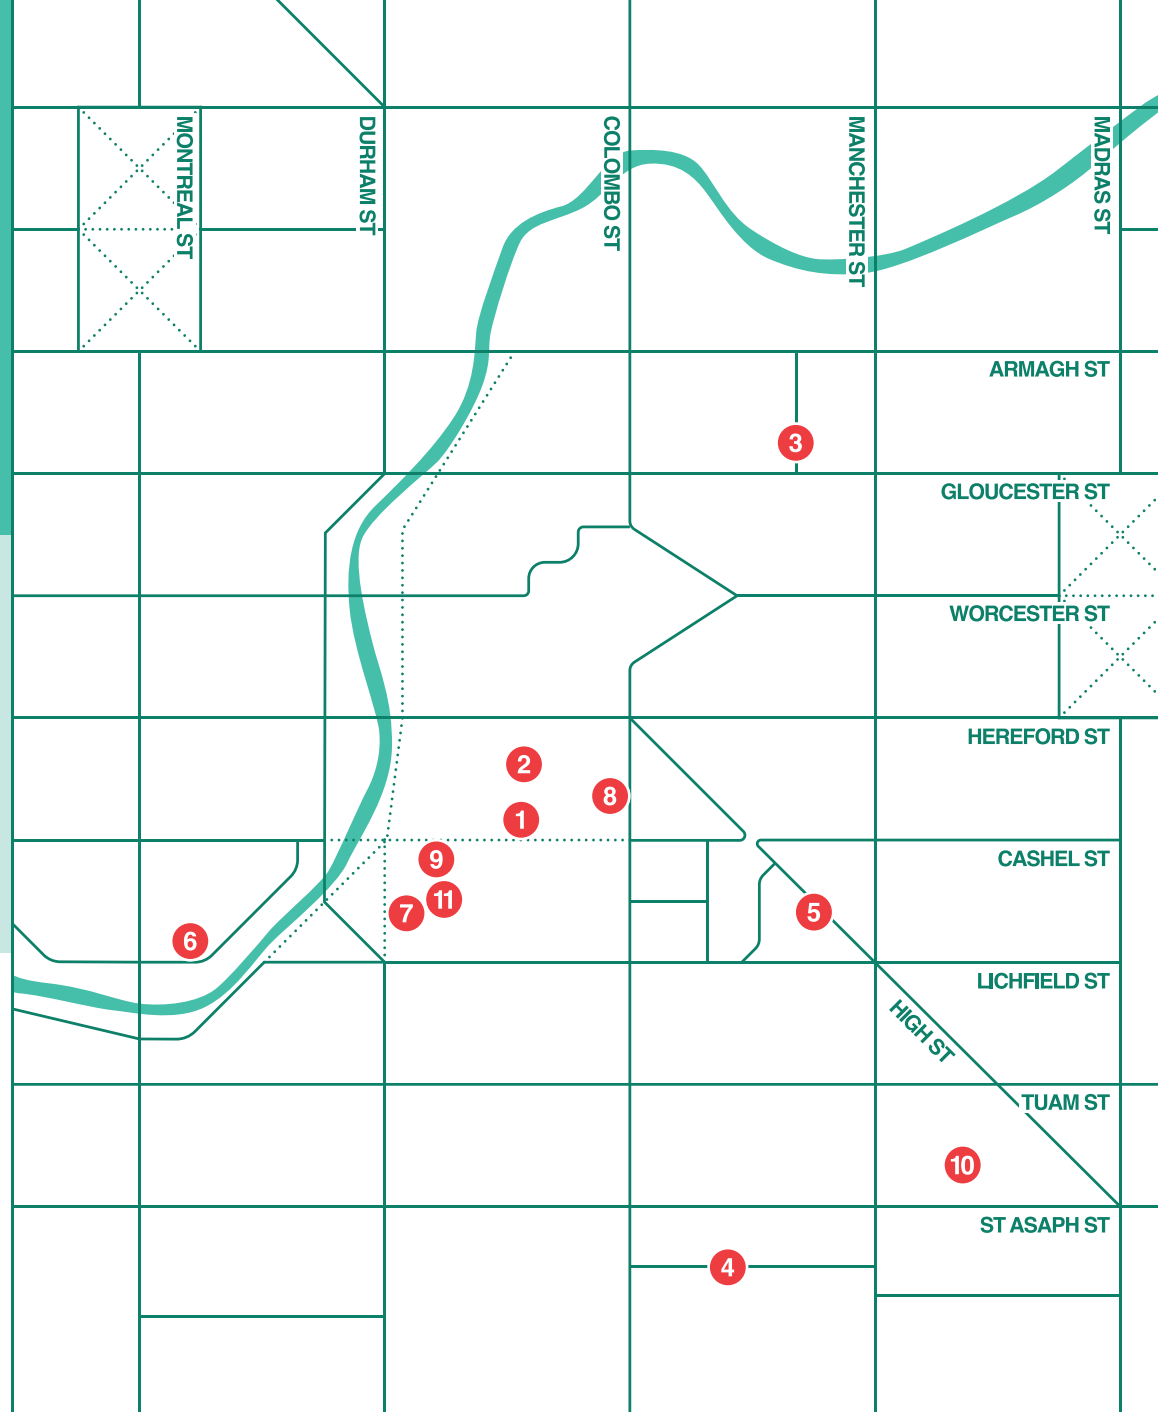 MONTREAL ST
DURHAM ST
COLOMBO ST
MANCHESTER ST
MADRAS ST
ARMAGH ST
3
GLOUCESTER ST
WORCESTER ST
HEREFORD ST
2
8
1
CASHEL ST
9
11
7
5
6
LICHFIELD ST
HIGH ST
TUAM ST
10
ST ASAPH ST
4